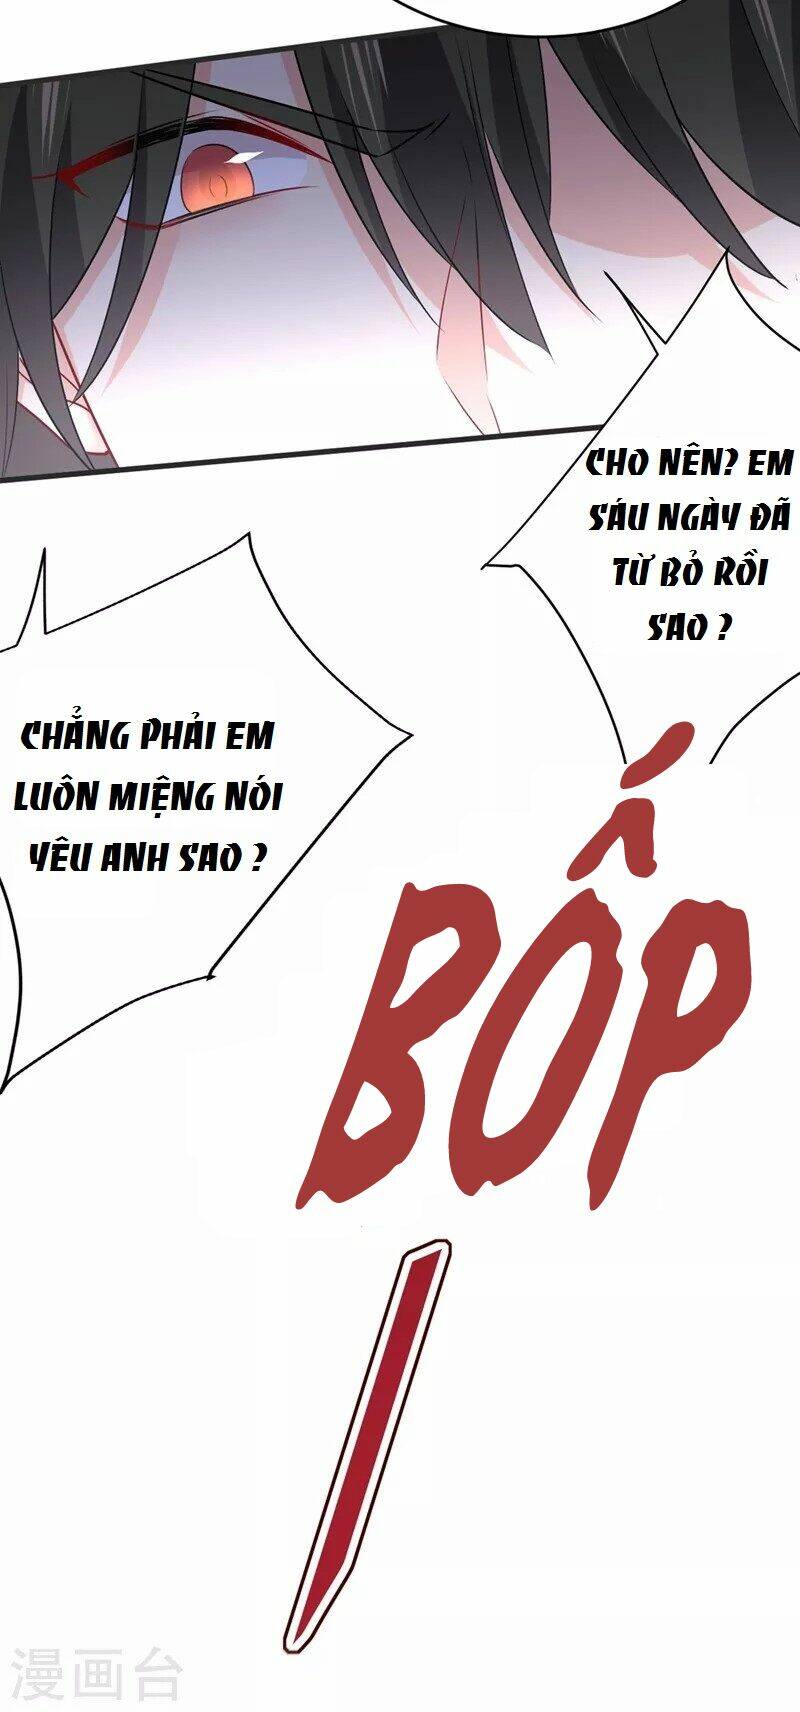 CHO NÊN? EM
SÁU NGÀY ĐÃ
TỪ BỎ RỒI
SAO ?
CHẲNG PHẢI EM
LUÔN MIỆNG NÓI
YÊU ANH SAO ?
BỐP
漫画台